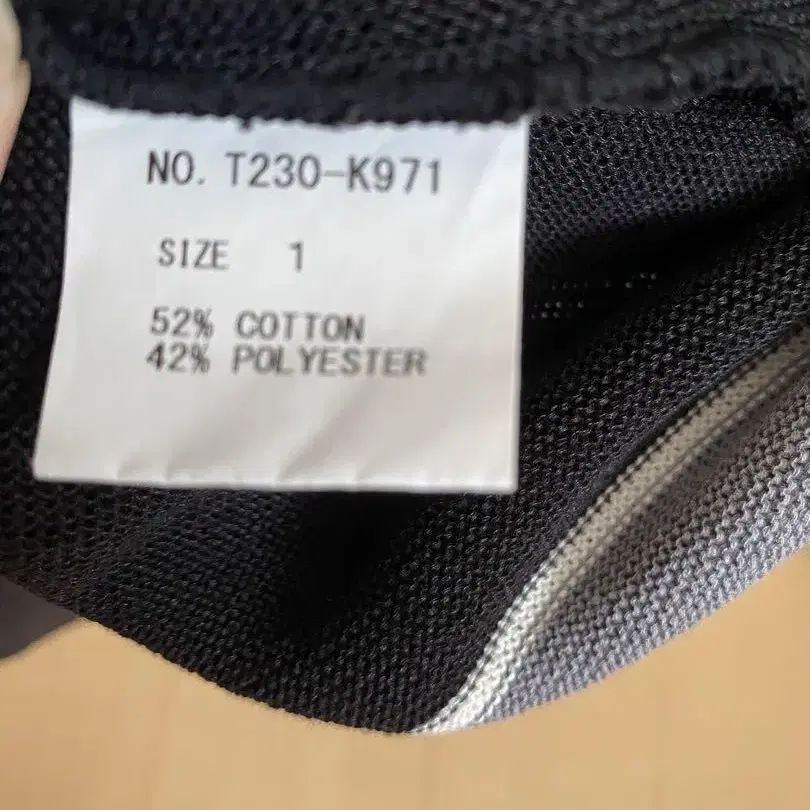 NO. T230-K971
SIZE 1
52% COTTON
42% POLYESTER